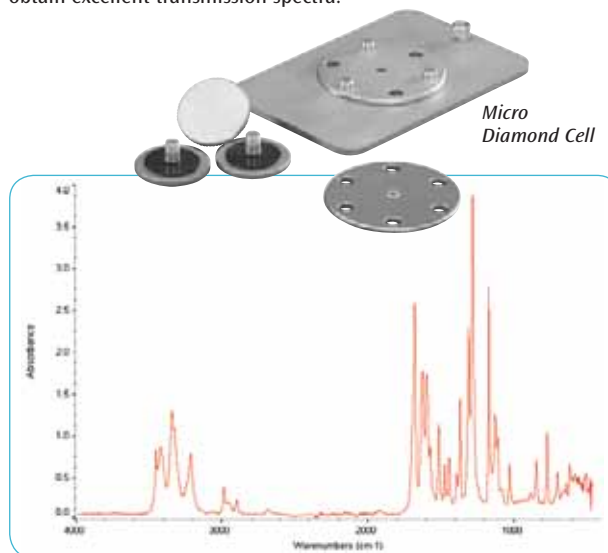 obtain excellent transmission spectra.
Micro
Diamond Cell
4.0
3.5
3.0
2.5
2.0
1.5
1.0
0.5
0.0
Absorbance
4000 3000 2000 1000
Wavenumbers (cm-1)